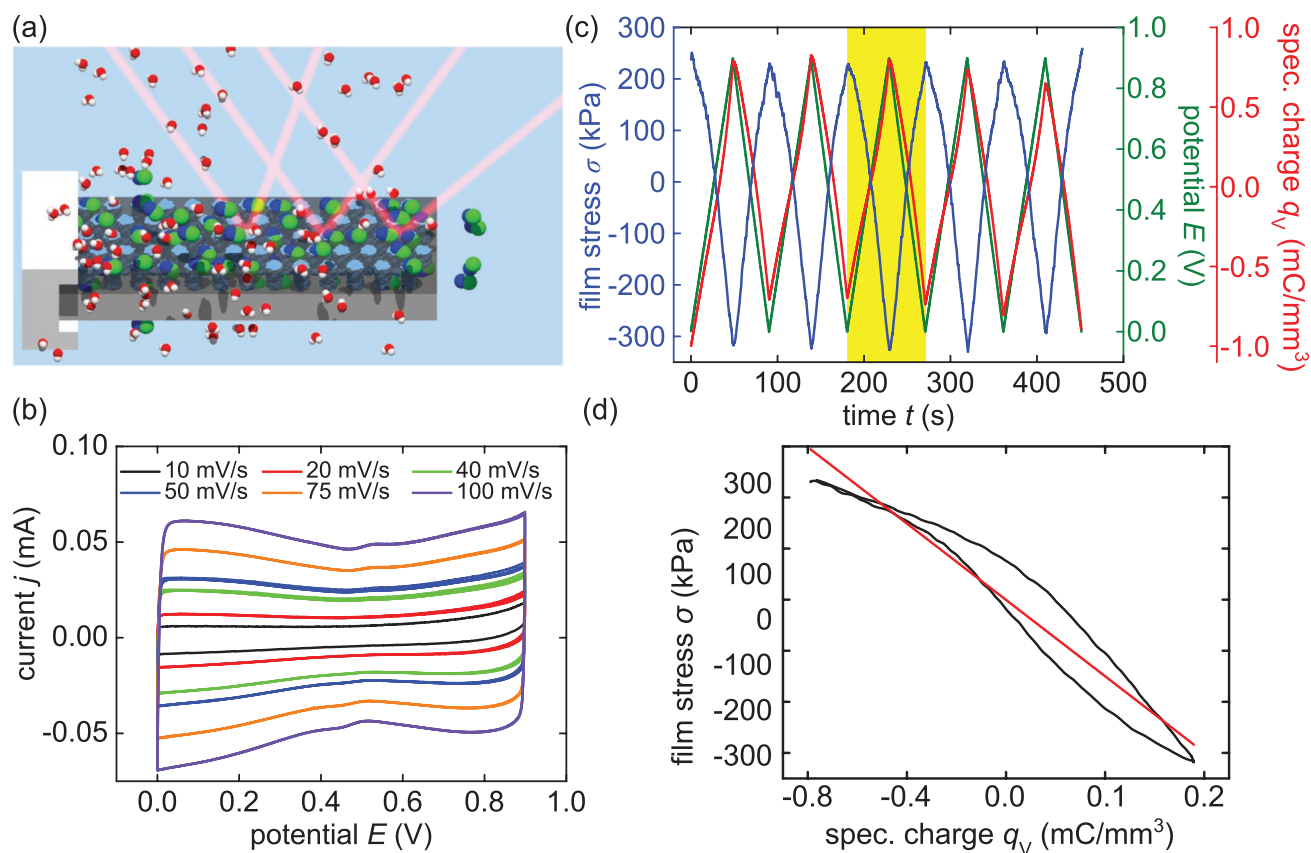 (a)
(b)
10 mV/s 20 mV/s 40 mV/s
50 mV/s 75 mV/s 100 mV/s
0.10
0.05
0.00
-0.05
current j (mA)
0.0 0.2 0.4 0.6 0.8 1.0
potential E (V)
(c)
300
200
100
0
-100
-200
-300
film stress σ (kPa)
0 100 200 300 400 500
time t (s)
1.0
0.8
0.6
0.4
0.2
0.0
potential E (V)
1.0
0.5
0.0
-0.5
-1.0
spec. charge qV (mC/mm³)
(d)
300
200
100
0
-100
-200
-300
film stress σ (kPa)
-0.8 -0.4 0.0 0.1 0.2
spec. charge qV (mC/mm³)